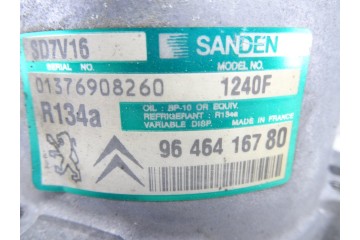 SD7V16 SANDEN
SERIAL NO. MODEL NO.
01376908260 1240F
R134a
OIL : SP-10 OR EQUIV.
REFRIGERANT : R134a
VARIABLE DISP. MADE IN FRANCE
96 464 167 80